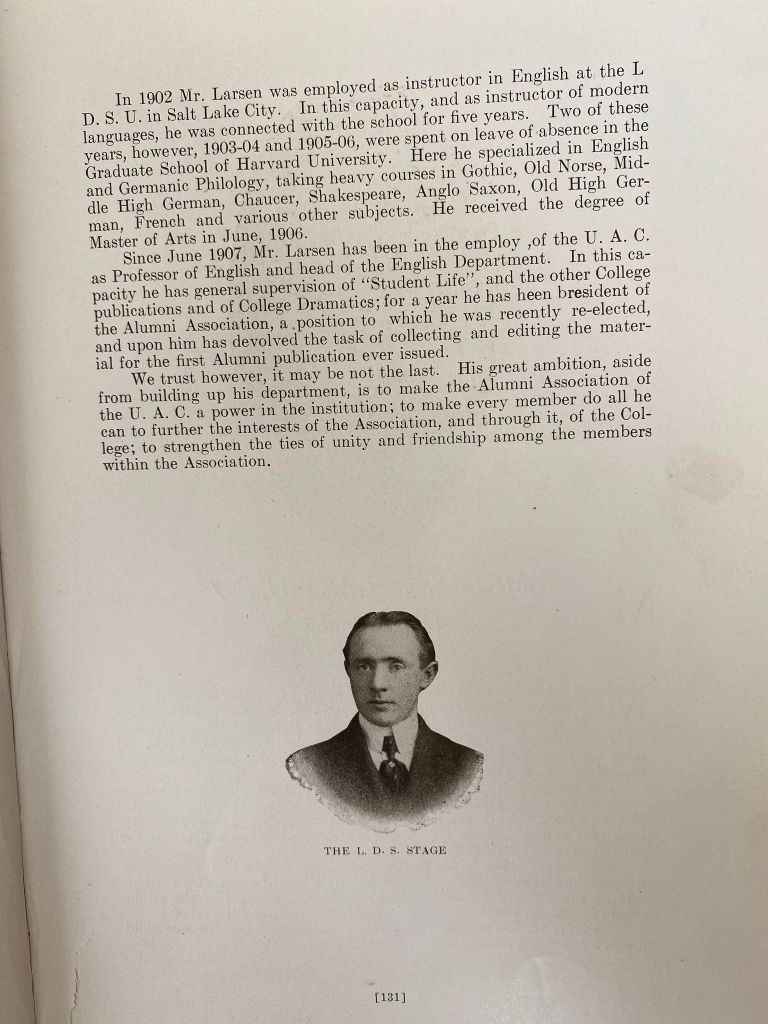 In 1902 Mr. Larsen was employed as instructor in English at the L
D. S. U. in Salt Lake City. In this capacity, and as instructor of modern
languages, he was connected with the school for five years. Two of these
years, however, 1903-04 and 1905-06, were spent on leave of absence in the
Graduate School of Harvard University. Here he specialized in English
and Germanic Philology, taking heavy courses in Gothic, Old Norse, Mid-
dle High German, Chaucer, Shakespeare, Anglo Saxon, Old High Ger-
man, French and various other subjects. He received the degree of
Master of Arts in June, 1906.
Since June 1907, Mr. Larsen has been in the employ ,of the U. A. C.
as Professor of English and head of the English Department. In this ca-
pacity he has general supervision of "Student Life", and the other College
publications and of College Dramatics; for a year he has heen bresident of
the Alumni Association, a position to which he was recently re-elected,
and upon him has devolved the task of collecting and editing the mater-
ial for the first Alumni publication ever issued.
We trust however, it may be not the last. His great ambition, aside
from building up his department, is to make the Alumni Association of
the U. A. C. a power in the institution; to make every member do all he
can to further the interests of the Association, and through it, of the Col-
lege; to strengthen the ties of unity and friendship among the members
within the Association.
THE L. D. S. STAGE
[131]